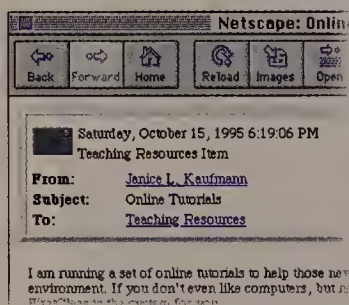 Netscape: Onlin
Back Forward Home Reload Images Open
Saturday, October 15, 1995 6:19:06 PM
Teaching Resources Item
From: Janice L. Kaufmann
Subject: Online Tutorials
To: Teaching Resources
I am running a set of online tutorials to help those ne
environment. If you don't even like computers, but